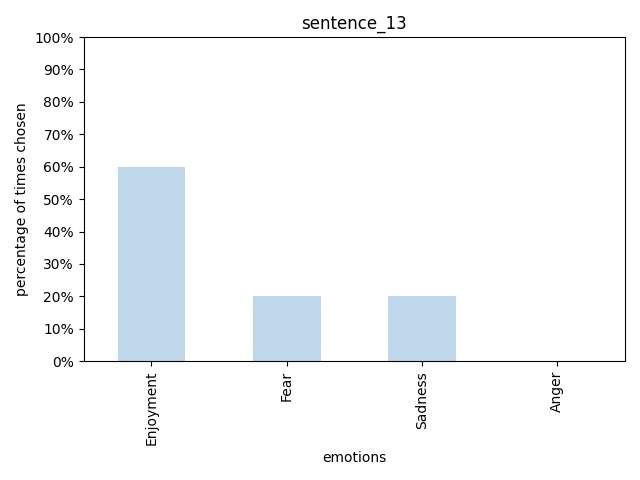 sentence_13
100%
90%
80%
70%
60%
50%
40%
30%
20%
10%
0%
percentage of times chosen
Enjoyment
Fear
Sadness
Anger
emotions